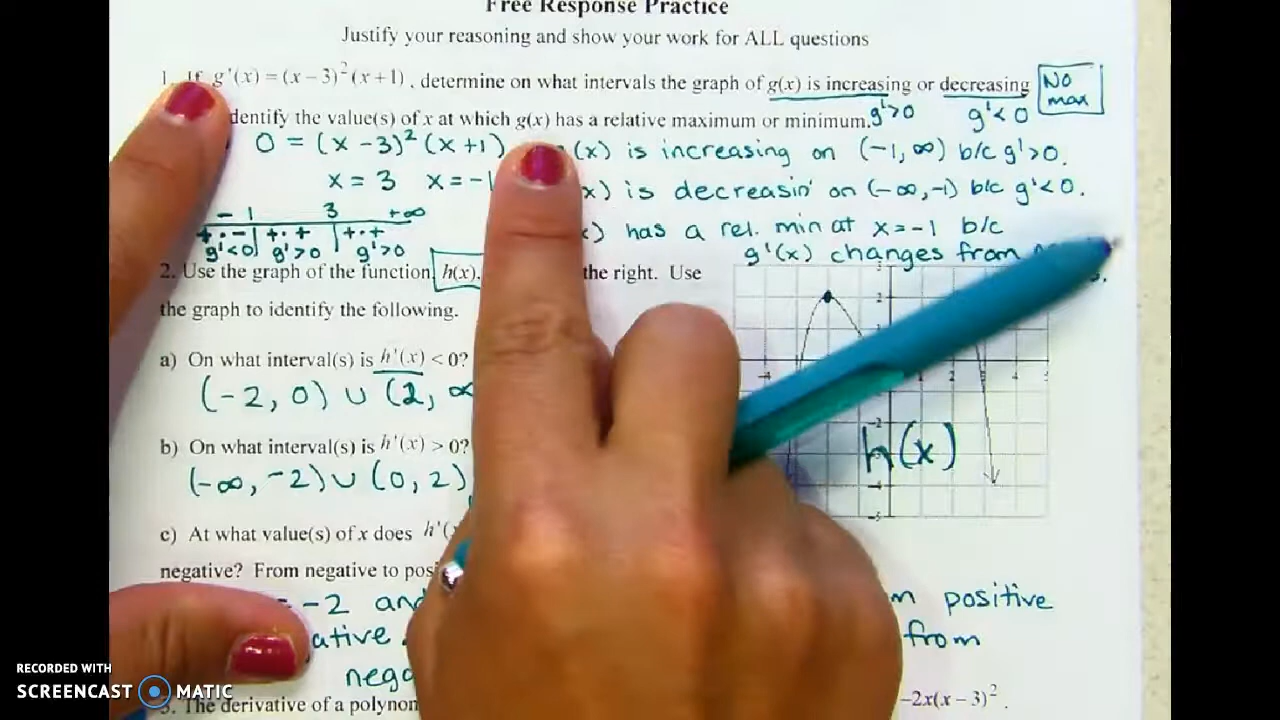 Free Response Practice
Justify your reasoning and show your work for ALL questions
1. If g'(x) = (x − 3)²(x + 1), determine on what intervals the graph of g(x) is increasing or decreasing
No max
dentify the value(s) of x at which g(x) has a relative maximum or minimum. g'>0 g'<0
0 = (x − 3)² (x + 1) (x) is increasing on (-1, ∞) b/c g'>0.
x = 3 x = -1 x) is decreasin' on (-∞, -1) b/c g'<0.
-1 3 +∞
+ · - + · + + · +
g'<0 g'>0 g'>0
) has a rel. min at x = -1 b/c
g'(x) changes from
2. Use the graph of the function h(x). the right. Use
the graph to identify the following.
a) On what interval(s) is h'(x) < 0?
(-2, 0) ∪ (2, ∞
b) On what interval(s) is h'(x) > 0?
(-∞, -2) ∪ (0, 2)
h(x)
c) At what value(s) of x does h'(
negative? From negative to posi
= -2 and m positive
ative from
nega
3. The derivative of a polynon −2x(x − 3)².
RECORDED WITH
SCREENCAST MATIC